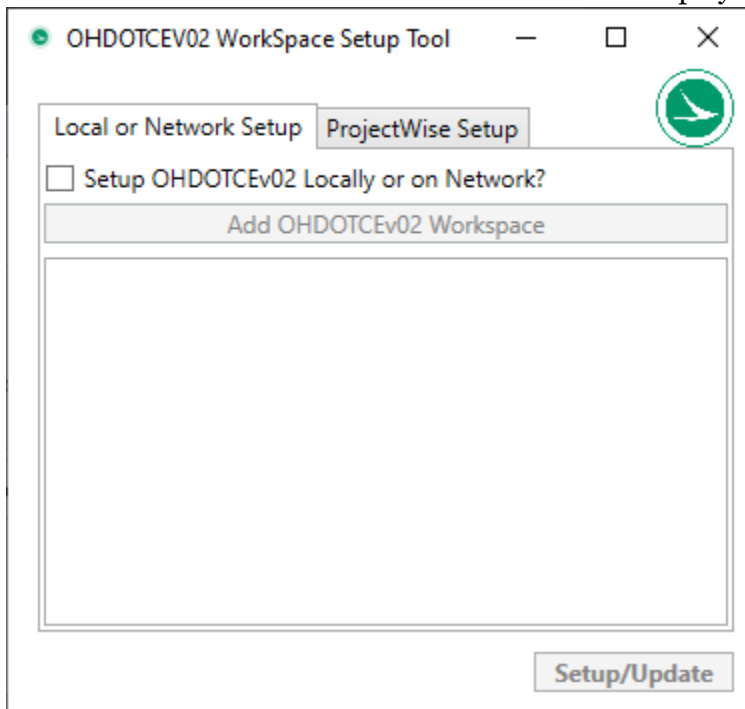 OHDOTCEV02 WorkSpace Setup Tool
Local or Network Setup ProjectWise Setup
Setup OHDOTCEv02 Locally or on Network?
Add OHDOTCEv02 Workspace
Setup/Update